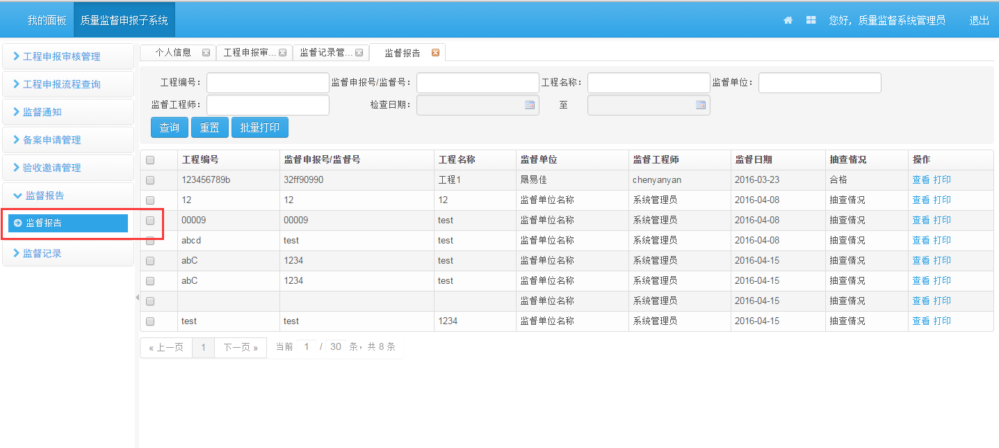 我的面板 质量监督申报子系统 您好，质量监督系统管理员 退出
工程申报审核管理
工程申报流程查询
监督通知
备案申请管理
验收邀请管理
监督报告
监督报告
监督记录
个人信息 工程申报审... 监督记录管... 监督报告
工程编号： 监督申报号/监督号： 工程名称： 监督单位：
监督工程师： 检查日期： 至
查询 重置 批量打印
工程编号 监督申报号/监督号 工程名称 监督单位 监督工程师 监督日期 抽查情况 操作
123456789b 32ff90990 工程1 晟易佳 chenyanyan 2016-03-23 合格 查看 打印
12 12 12 监督单位名称 系统管理员 2016-04-08 抽查情况 查看 打印
00009 00009 test 监督单位名称 系统管理员 2016-04-08 抽查情况 查看 打印
abcd test test 监督单位名称 系统管理员 2016-04-08 抽查情况 查看 打印
abC 1234 test 监督单位名称 系统管理员 2016-04-15 抽查情况 查看 打印
abC 1234 test 监督单位名称 系统管理员 2016-04-15 抽查情况 查看 打印
监督单位名称 系统管理员 2016-04-15 抽查情况 查看 打印
test test 1234 监督单位名称 系统管理员 2016-04-15 抽查情况 查看 打印
« 上一页 1 下一页 » 当前 1 / 30 条，共 8 条